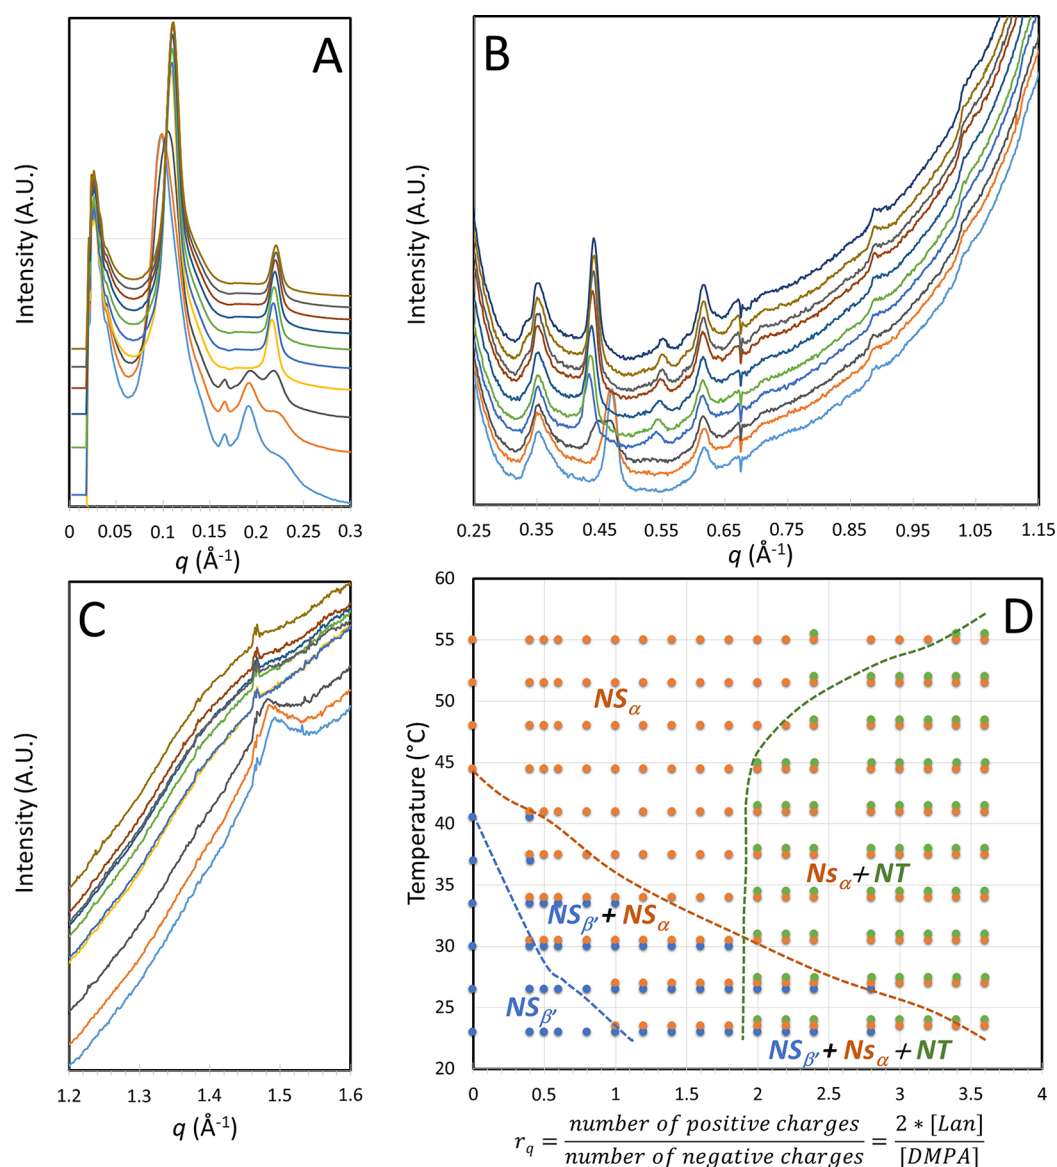 A
Intensity (A.U.)
0 0.05 0.1 0.15 0.2 0.25 0.3
q (Å-1)
B
Intensity (A.U.)
0.25 0.35 0.45 0.55 0.65 0.75 0.85 0.95 1.05 1.15
q (Å-1)
C
Intensity (A.U.)
1.2 1.3 1.4 1.5 1.6
q (Å-1)
D
Temperature (°C)
60
55
50
45
40
35
30
25
20
NSα
Nsα + NT
NSβ' + NSα
NSβ'
NSβ' + Nsα + NT
0 0.5 1 1.5 2 2.5 3 3.5 4
rq = number of positive charges / number of negative charges = 2 * [Lan] / [DMPA]